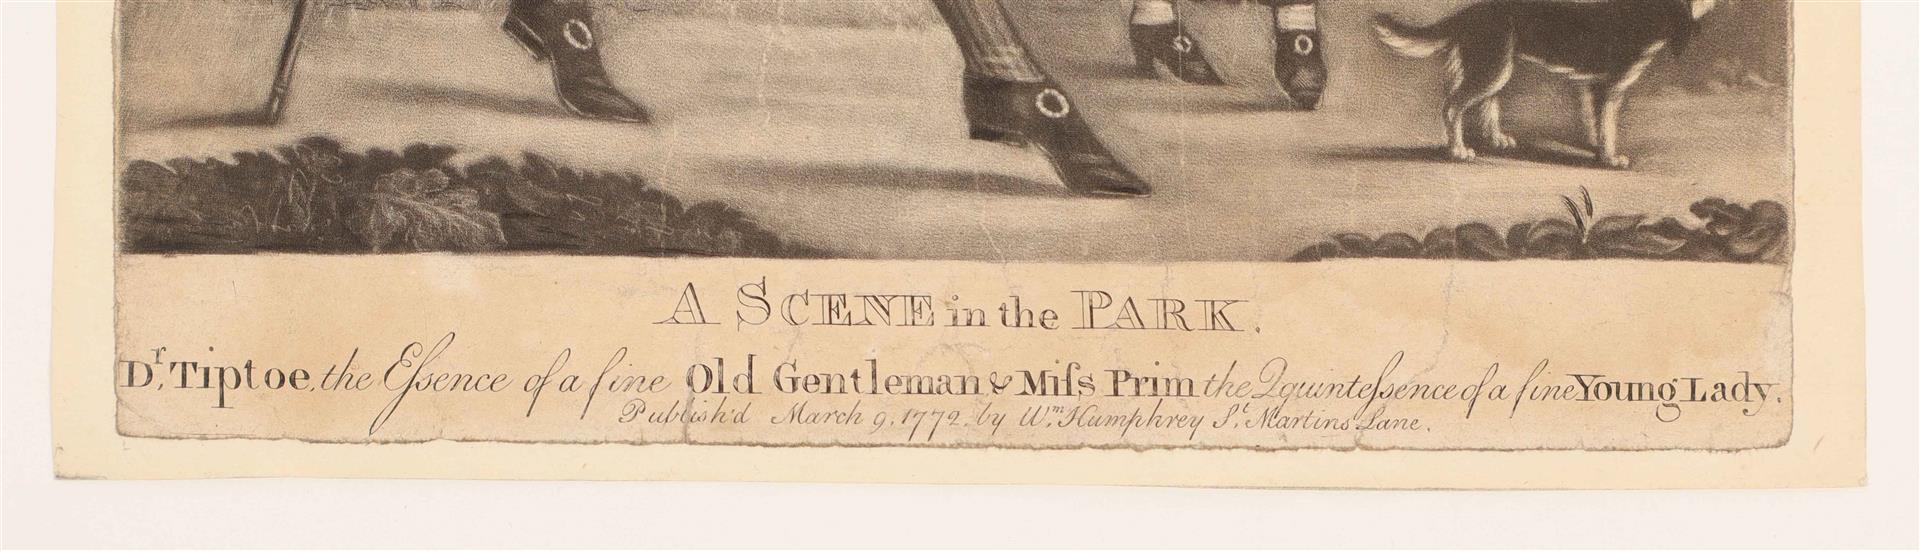 A SCENE in the PARK.
Dr. Tiptoe, the Eſsence of a fine Old Gentleman & Miſs Prim the Quinteſsence of a fine Young Lady.
Publish'd March 9, 1772, by Wm. Humphrey St. Martins Lane.